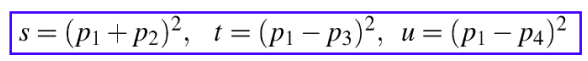 s = (p₁ + p₂)², t = (p₁ − p₃)², u = (p₁ − p₄)²